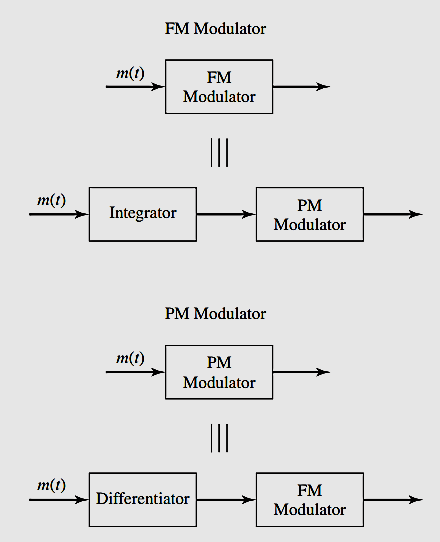 FM Modulator
m(t)
FM
Modulator
m(t)
Integrator
PM
Modulator
PM Modulator
m(t)
PM
Modulator
m(t)
Differentiator
FM
Modulator